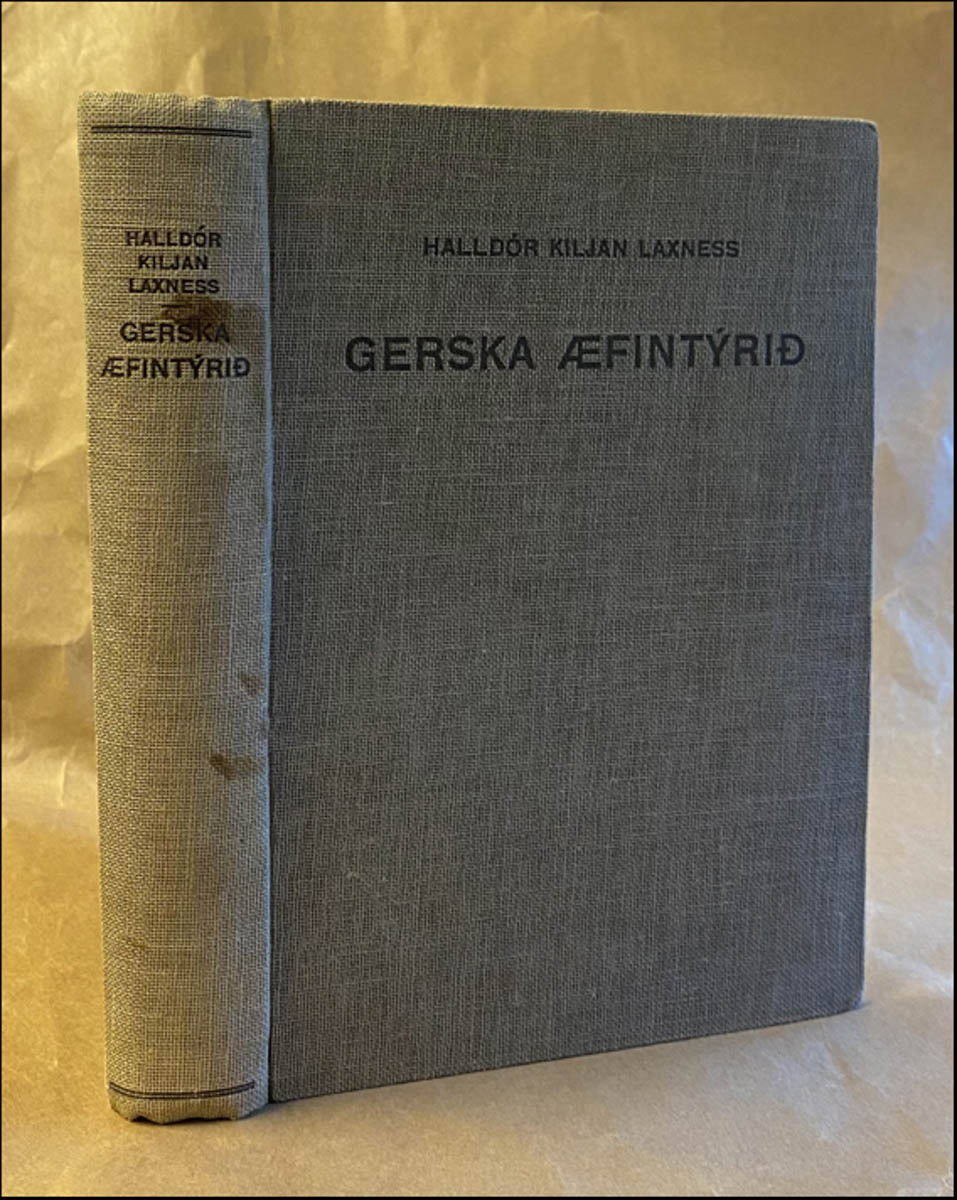 HALLDÓR
KILJAN
LAXNESS
GERSKA
ÆFINTÝRIÐ
HALLDÓR KILJAN LAXNESS
GERSKA ÆFINTÝRIÐ